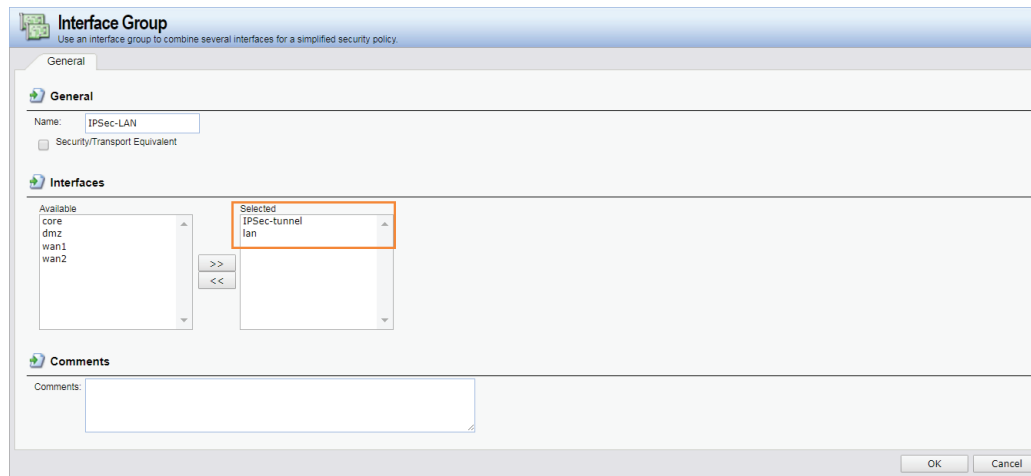 Interface Group
Use an interface group to combine several interfaces for a simplified security policy.
General
General
Name:
IPSec-LAN
Security/Transport Equivalent
Interfaces
Available
Selected
core
dmz
wan1
wan2
>>
<<
IPSec-tunnel
lan
Comments
Comments:
OK
Cancel